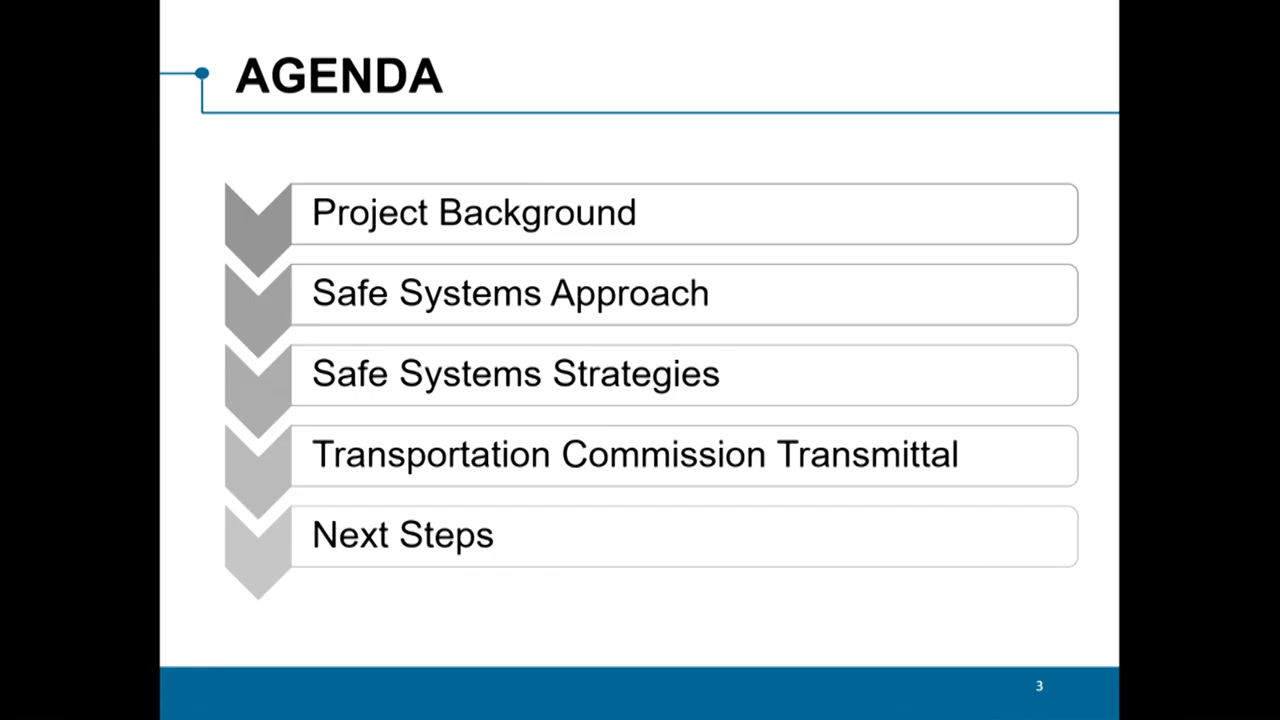 AGENDA
Project Background
Safe Systems Approach
Safe Systems Strategies
Transportation Commission Transmittal
Next Steps
3